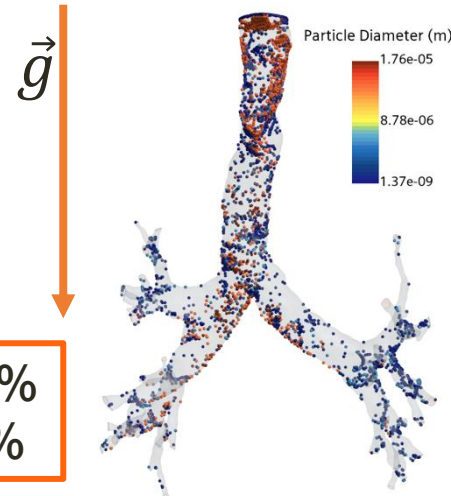 g
Particle Diameter (m)
1.76e-05
8.78e-06
1.37e-09
%
%